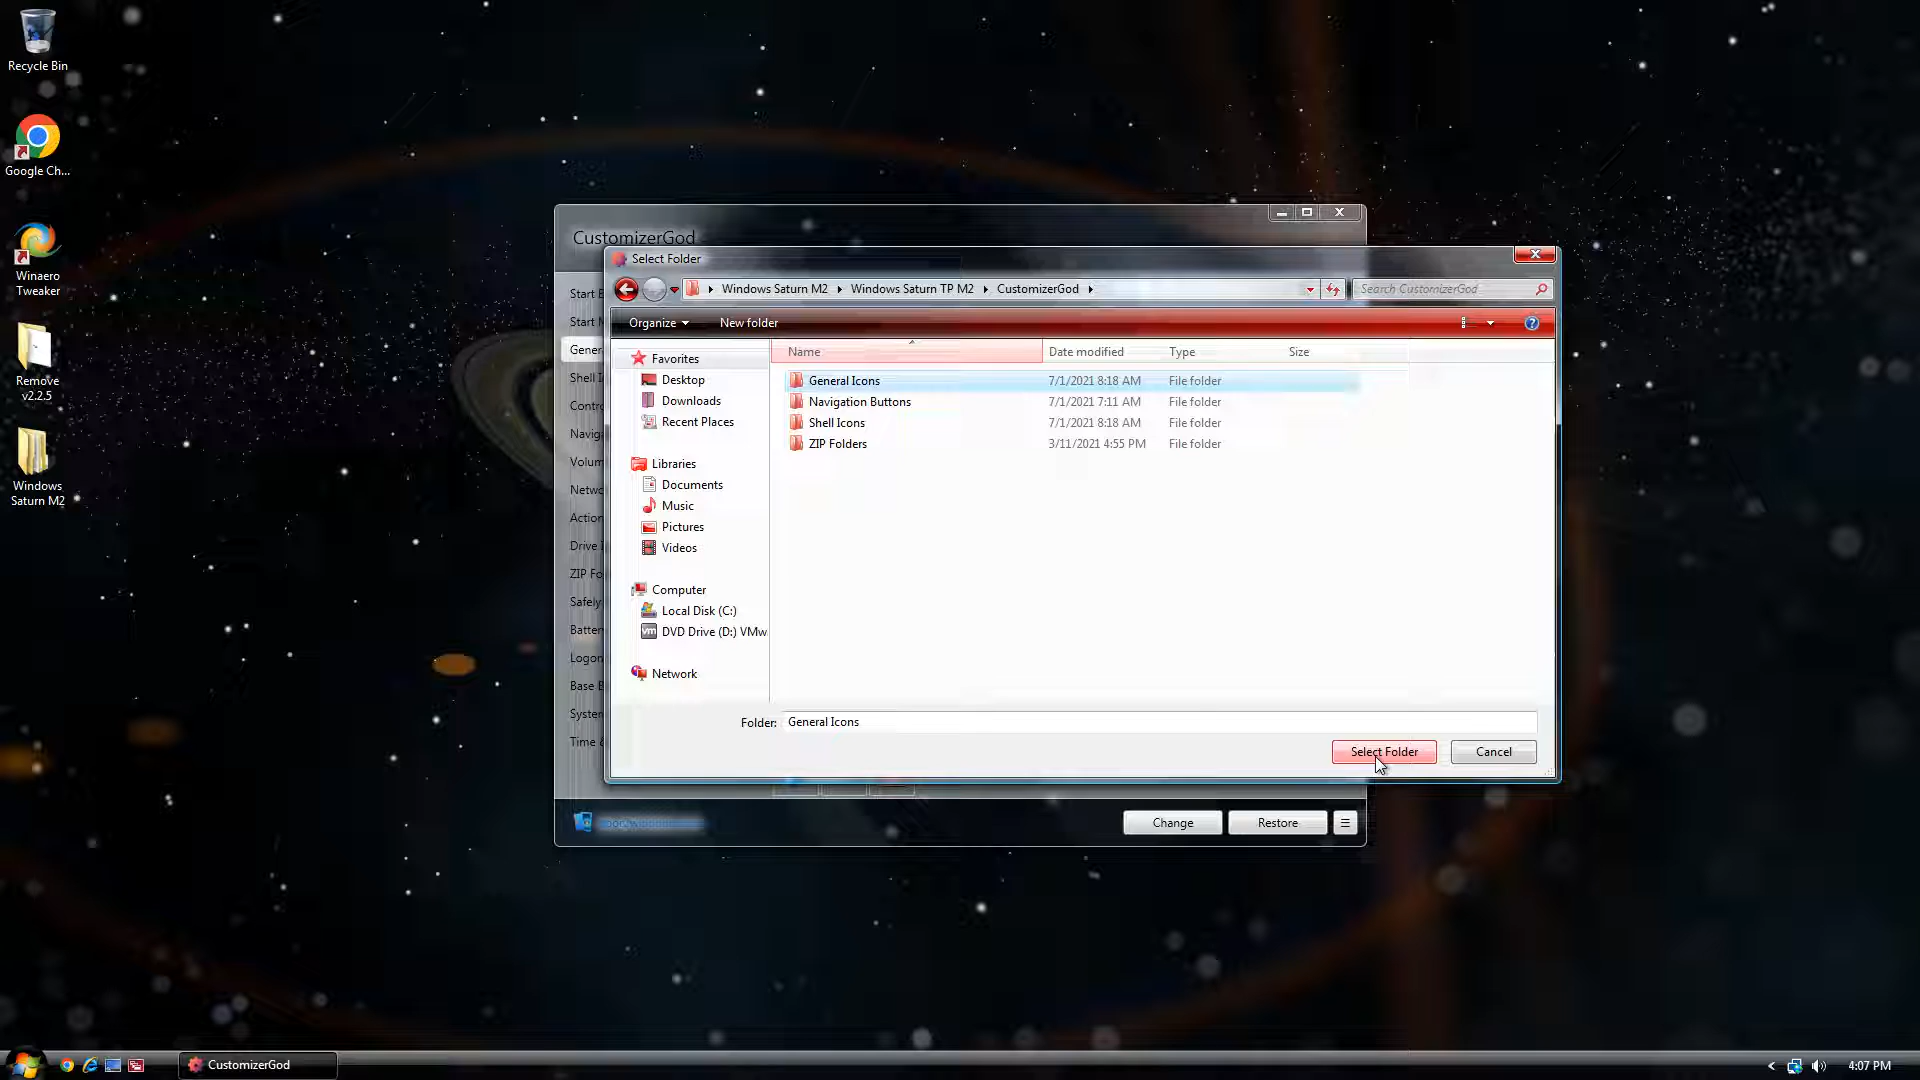 Recycle Bin
Google Ch...
Winaero
Tweaker
Remove
v2.2.5
Windows
Saturn M2
CustomizerGod
Select Folder
Windows Saturn M2
Windows Saturn TP M2
CustomizerGod
Search CustomizerGod
Organize
New folder
Favorites
Desktop
Downloads
Recent Places
Libraries
Documents
Music
Pictures
Videos
Computer
Local Disk (C:)
DVD Drive (D:) VMw
Network
Name
Date modified
Type
Size
General Icons 7/1/2021 8:18 AM File folder
Navigation Buttons 7/1/2021 7:11 AM File folder
Shell Icons 7/1/2021 8:18 AM File folder
ZIP Folders 3/11/2021 4:55 PM File folder
Folder: General Icons
Select Folder
Cancel
Start
Start
Gener
Shell I
Contr
Naviga
Volum
Netwo
Action
Drive
ZIP Fo
Safely
Batter
Logon
Base
System
Time
Change
Restore
CustomizerGod
4:07 PM